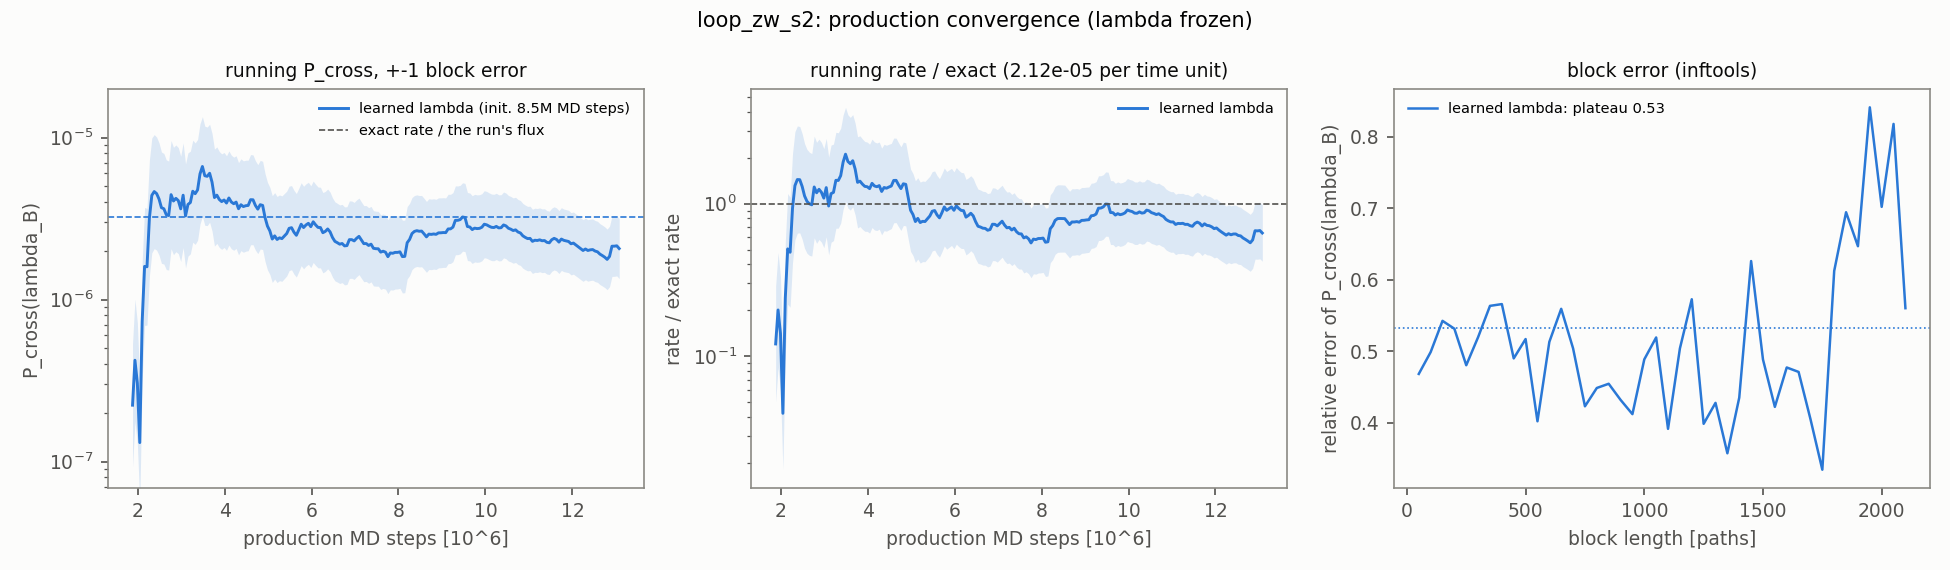 loop_zw_s2: production convergence (lambda frozen)
running P_cross, +-1 block error
learned lambda (init. 8.5M MD steps)
exact rate / the run's flux
P_cross(lambda_B)
10^-5
10^-6
10^-7
2 4 6 8 10 12
production MD steps [10^6]
running rate / exact (2.12e-05 per time unit)
learned lambda
rate / exact rate
10^0
10^-1
2 4 6 8 10 12
production MD steps [10^6]
block error (inftools)
learned lambda: plateau 0.53
relative error of P_cross(lambda_B)
0.8
0.7
0.6
0.5
0.4
0 500 1000 1500 2000
block length [paths]